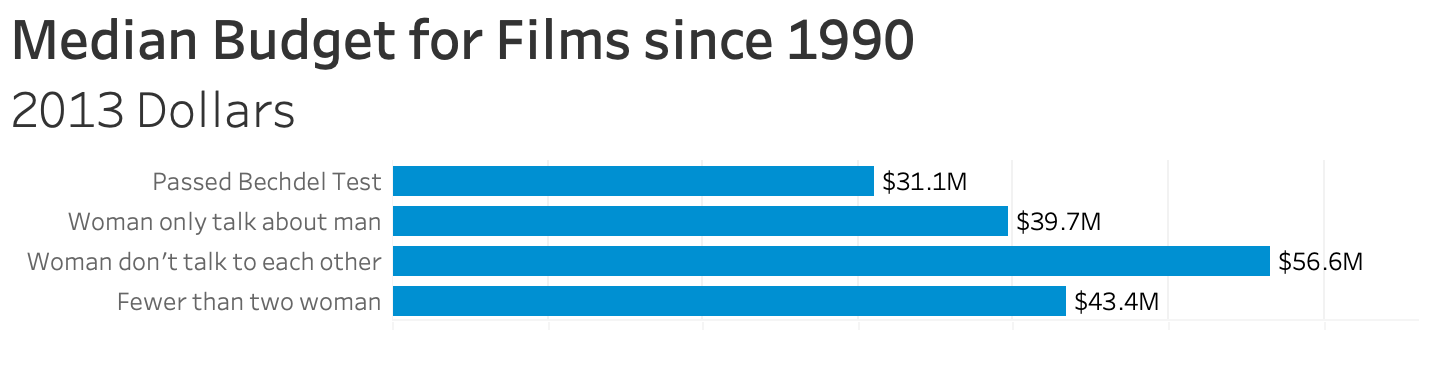 Median Budget for Films since 1990
2013 Dollars
Passed Bechdel Test $31.1M
Woman only talk about man $39.7M
Woman don’t talk to each other $56.6M
Fewer than two woman $43.4M